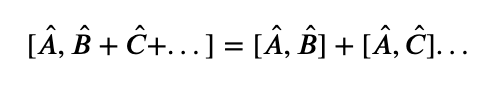 [Â, B̂ + Ĉ+...] = [Â, B̂] + [Â, Ĉ]...